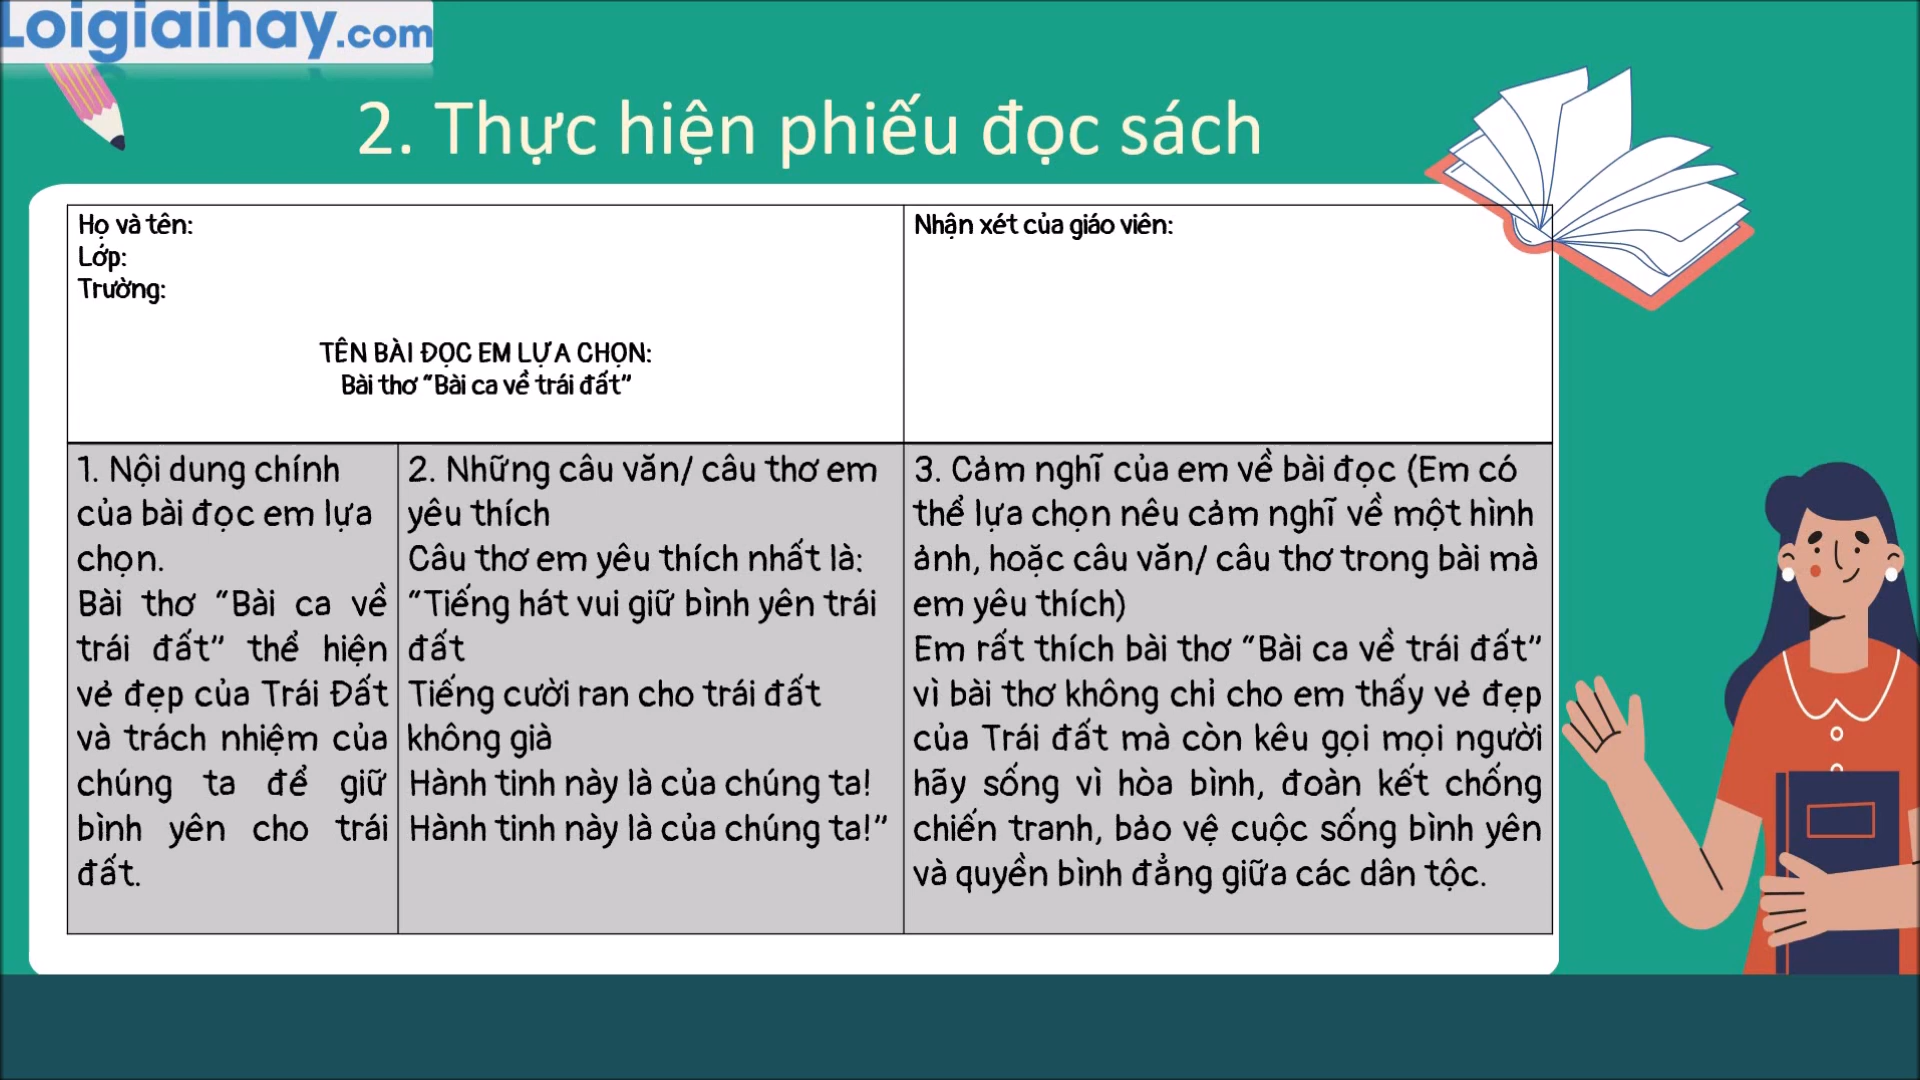 Loigiaihay.com
2. Thực hiện phiếu đọc sách
Họ và tên:
Lớp:
Trường:
TÊN BÀI ĐỌC EM LỰA CHỌN:
Bài thơ “Bài ca về trái đất”
Nhận xét của giáo viên:
1. Nội dung chính
của bài đọc em lựa
chọn.
Bài thơ “Bài ca về
trái đất” thể hiện
vẻ đẹp của Trái Đất
và trách nhiệm của
chúng ta để giữ
bình yên cho trái
đất.
2. Những câu văn/ câu thơ em
yêu thích
Câu thơ em yêu thích nhất là:
“Tiếng hát vui giữ bình yên trái
đất
Tiếng cười ran cho trái đất
không già
Hành tinh này là của chúng ta!
Hành tinh này là của chúng ta!”
3. Cảm nghĩ của em về bài đọc (Em có
thể lựa chọn nêu cảm nghĩ về một hình
ảnh, hoặc câu văn/ câu thơ trong bài mà
em yêu thích)
Em rất thích bài thơ “Bài ca về trái đất”
vì bài thơ không chỉ cho em thấy vẻ đẹp
của Trái đất mà còn kêu gọi mọi người
hãy sống vì hòa bình, đoàn kết chống
chiến tranh, bảo vệ cuộc sống bình yên
và quyền bình đẳng giữa các dân tộc.